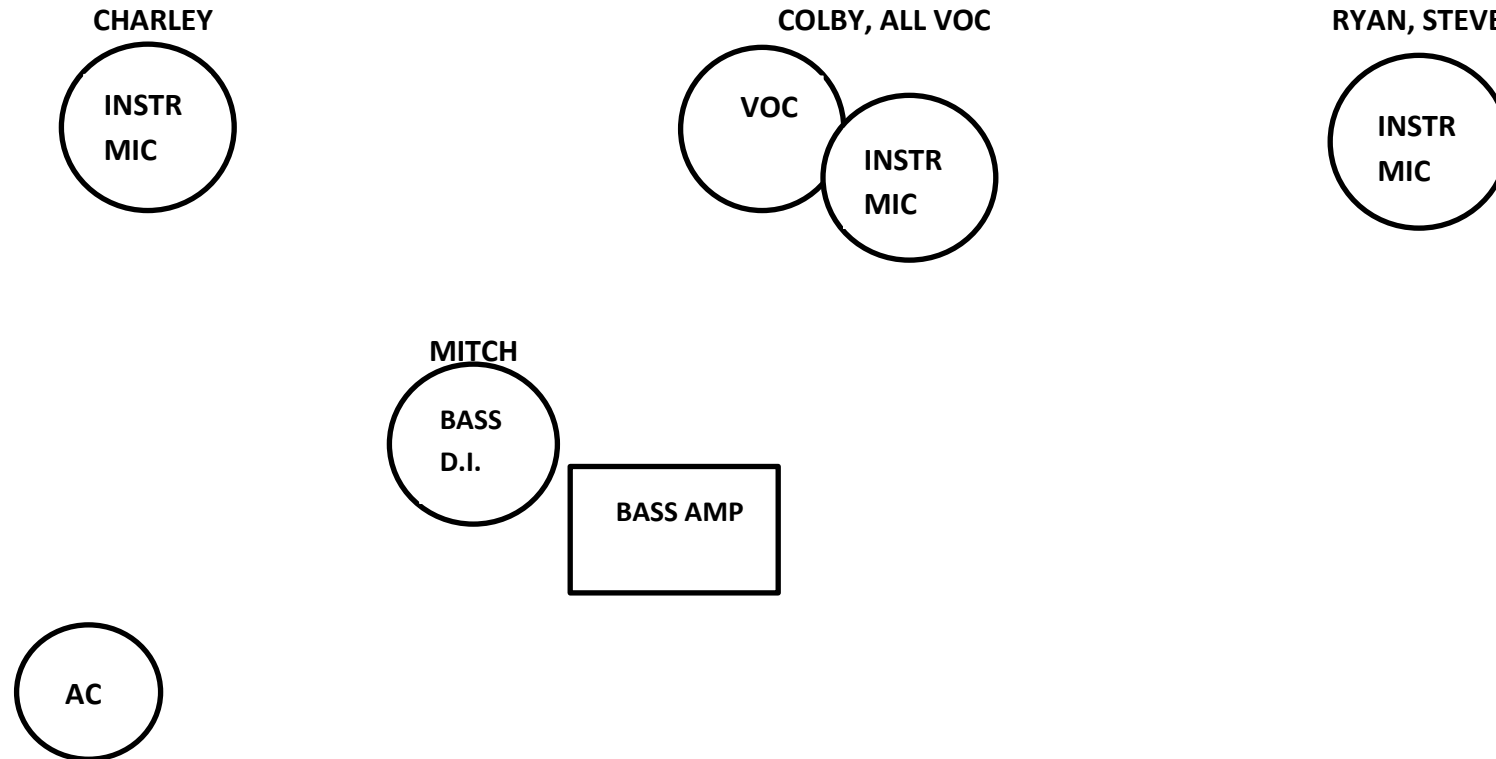 CHARLEY
COLBY, ALL VOC
RYAN, STEVE
INSTR
MIC
VOC
INSTR
MIC
INSTR
MIC
MITCH
BASS
D.I.
BASS AMP
AC